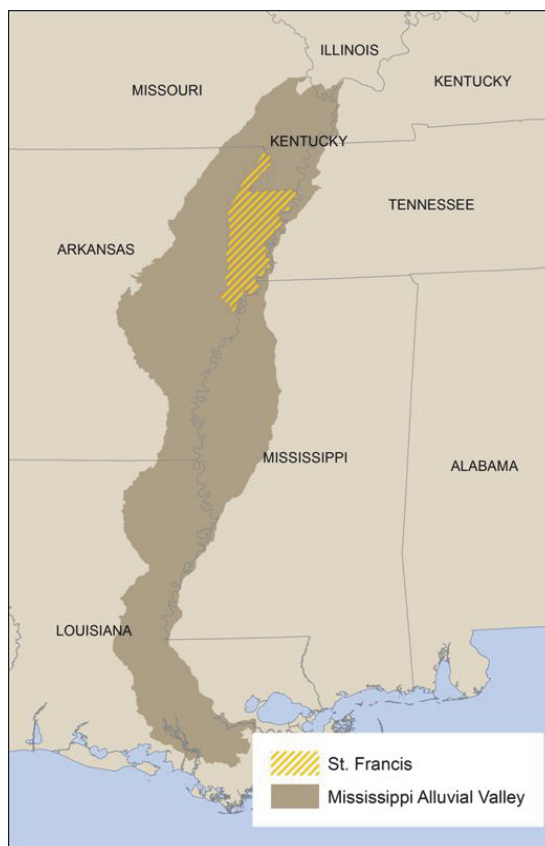 ILLINOIS
MISSOURI
KENTUCKY
KENTUCKY
TENNESSEE
ARKANSAS
MISSISSIPPI
ALABAMA
LOUISIANA
St. Francis
Mississippi Alluvial Valley